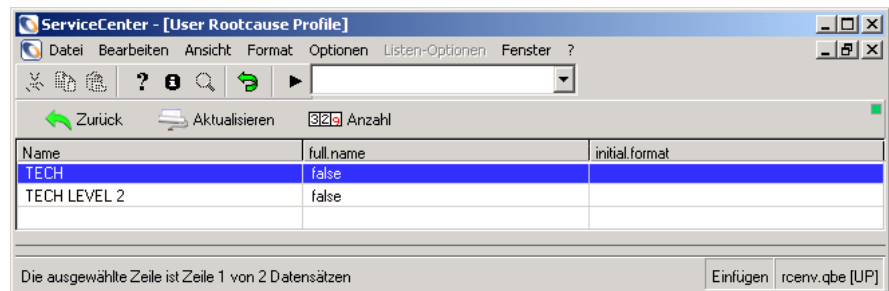 ServiceCenter - [User Rootcause Profile]
Datei Bearbeiten Ansicht Format Optionen Listen-Optionen Fenster ?
Zurück Aktualisieren 329 Anzahl
Name full.name initial.format
TECH false
TECH LEVEL 2 false
Die ausgewählte Zeile ist Zeile 1 von 2 Datensätzen Einfügen rcenv.qbe [UP]